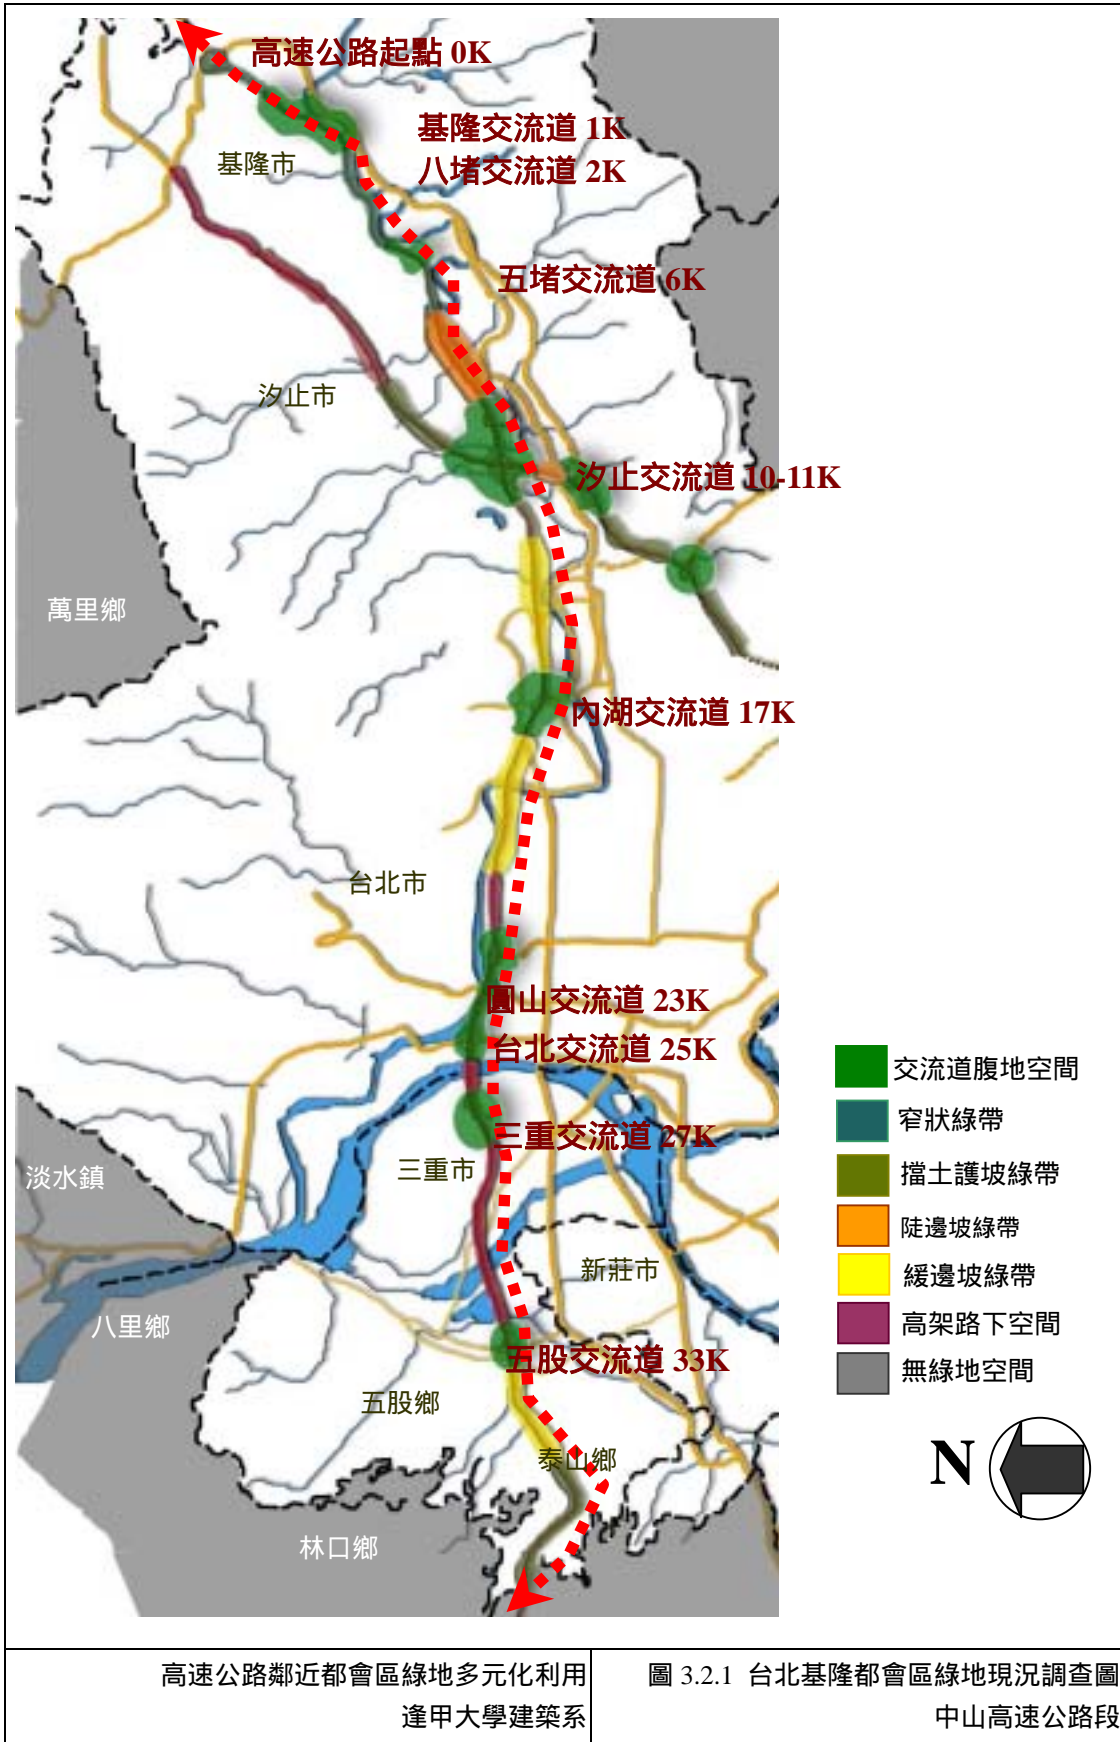 高速公路起點 0K
基隆交流道 1K
基隆市
八堵交流道 2K
五堵交流道 6K
汐止市
汐止交流道 10-11K
萬里鄉
內湖交流道 17K
台北市
圓山交流道 23K
台北交流道 25K
三重交流道 27K
三重市
淡水鎮
新莊市
八里鄉
五股交流道 33K
五股鄉
泰山鄉
林口鄉
交流道腹地空間
窄狀綠帶
擋土護坡綠帶
陡邊坡綠帶
緩邊坡綠帶
高架路下空間
無綠地空間
N
高速公路鄰近都會區綠地多元化利用
逢甲大學建築系
圖 3.2.1 台北基隆都會區綠地現況調查圖
中山高速公路段